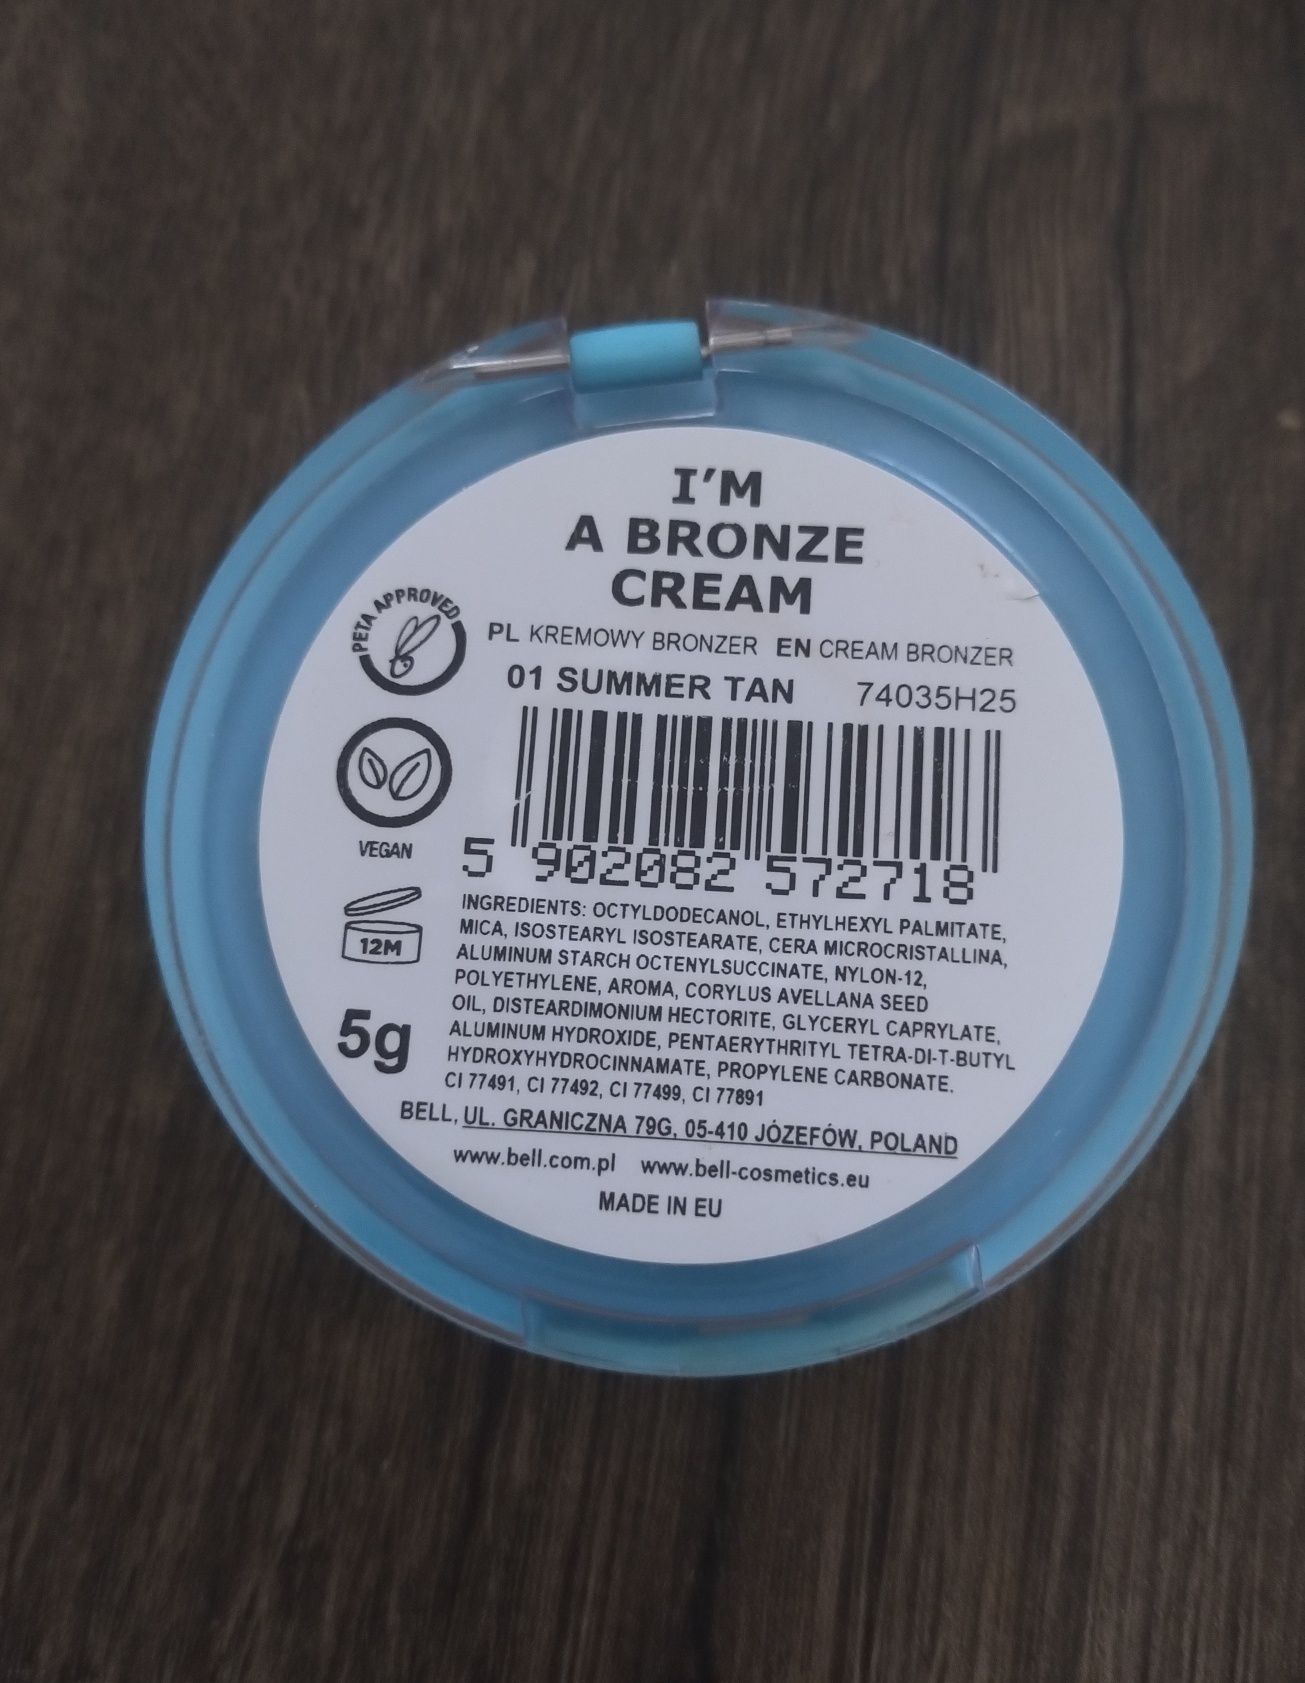 I'M
A BRONZE
CREAM
PETA APPROVED
PL KREMOWY BRONZER EN CREAM BRONZER
01 SUMMER TAN 74035H25
5 902082 572718
VEGAN
12M
5g
INGREDIENTS: OCTYLDODECANOL, ETHYLHEXYL PALMITATE,
MICA, ISOSTEARYL ISOSTEARATE, CERA MICROCRISTALLINA,
ALUMINUM STARCH OCTENYLSUCCINATE, NYLON-12,
POLYETHYLENE, AROMA, CORYLUS AVELLANA SEED
OIL, DISTEARDIMONIUM HECTORITE, GLYCERYL CAPRYLATE,
ALUMINUM HYDROXIDE, PENTAERYTHRITYL TETRA-DI-T-BUTYL
HYDROXYHYDROCINNAMATE, PROPYLENE CARBONATE.
CI 77491, CI 77492, CI 77499, CI 77891
BELL, UL. GRANICZNA 79G, 05-410 JÓZEFÓW, POLAND
www.bell.com.pl www.bell-cosmetics.eu
MADE IN EU